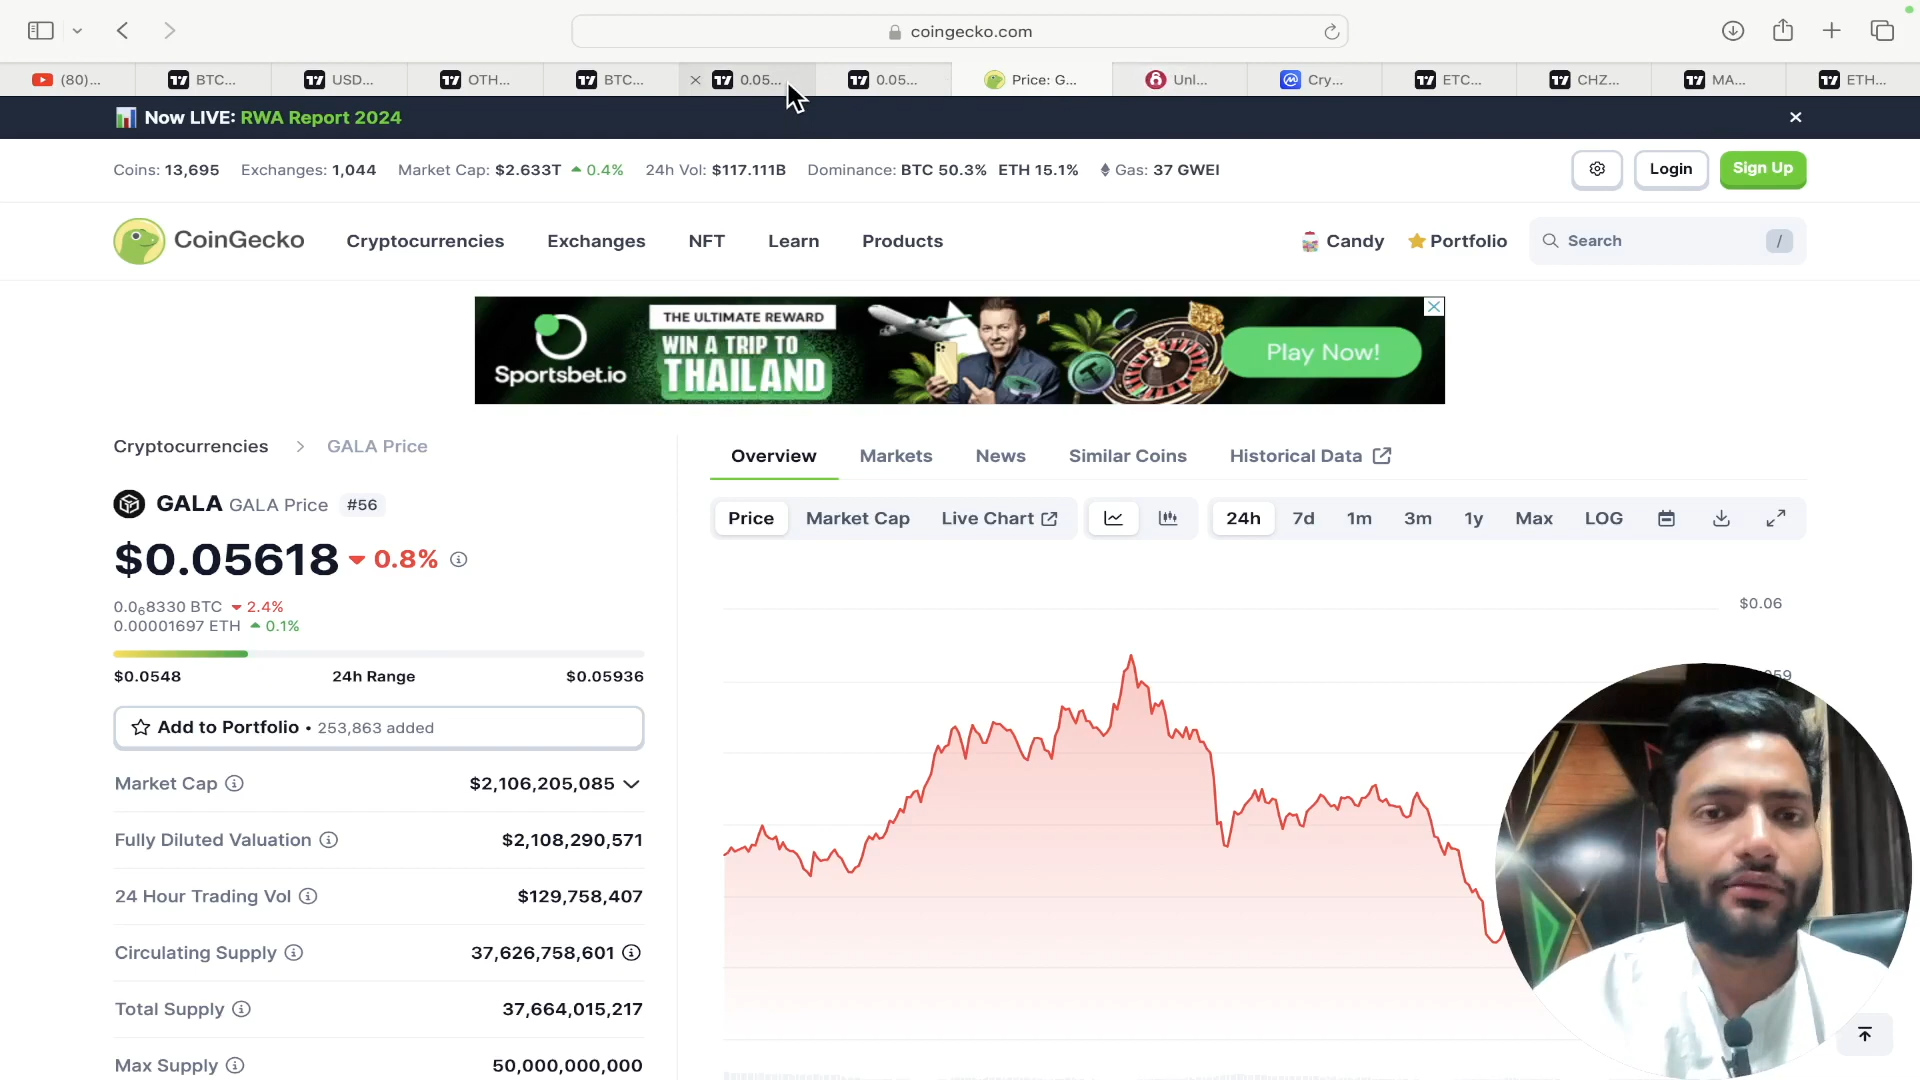 coingecko.com
(80)...
BTC...
USD...
OTH...
BTC...
0.05...
0.05...
Price: G...
Unl...
Cry...
ETC...
CHZ...
MA...
ETH...
Now LIVE: RWA Report 2024
Coins: 13,695 Exchanges: 1,044 Market Cap: $2.633T 0.4% 24h Vol: $117.111B Dominance: BTC 50.3% ETH 15.1% Gas: 37 GWEI
Login
Sign Up
CoinGecko
Cryptocurrencies
Exchanges
NFT
Learn
Products
Candy
Portfolio
Search
/
Sportsbet.io
THE ULTIMATE REWARD
WIN A TRIP TO
THAILAND
Play Now!
Cryptocurrencies > GALA Price
GALA GALA Price #56
$0.05618 0.8%
0.0₆8330 BTC 2.4%
0.00001697 ETH 0.1%
$0.0548 24h Range $0.05936
Add to Portfolio • 253,863 added
Market Cap $2,106,205,085
Fully Diluted Valuation $2,108,290,571
24 Hour Trading Vol $129,758,407
Circulating Supply 37,626,758,601
Total Supply 37,664,015,217
Max Supply 50,000,000,000
Overview
Markets
News
Similar Coins
Historical Data
Price
Market Cap
Live Chart
24h
7d
1m
3m
1y
Max
LOG
$0.06